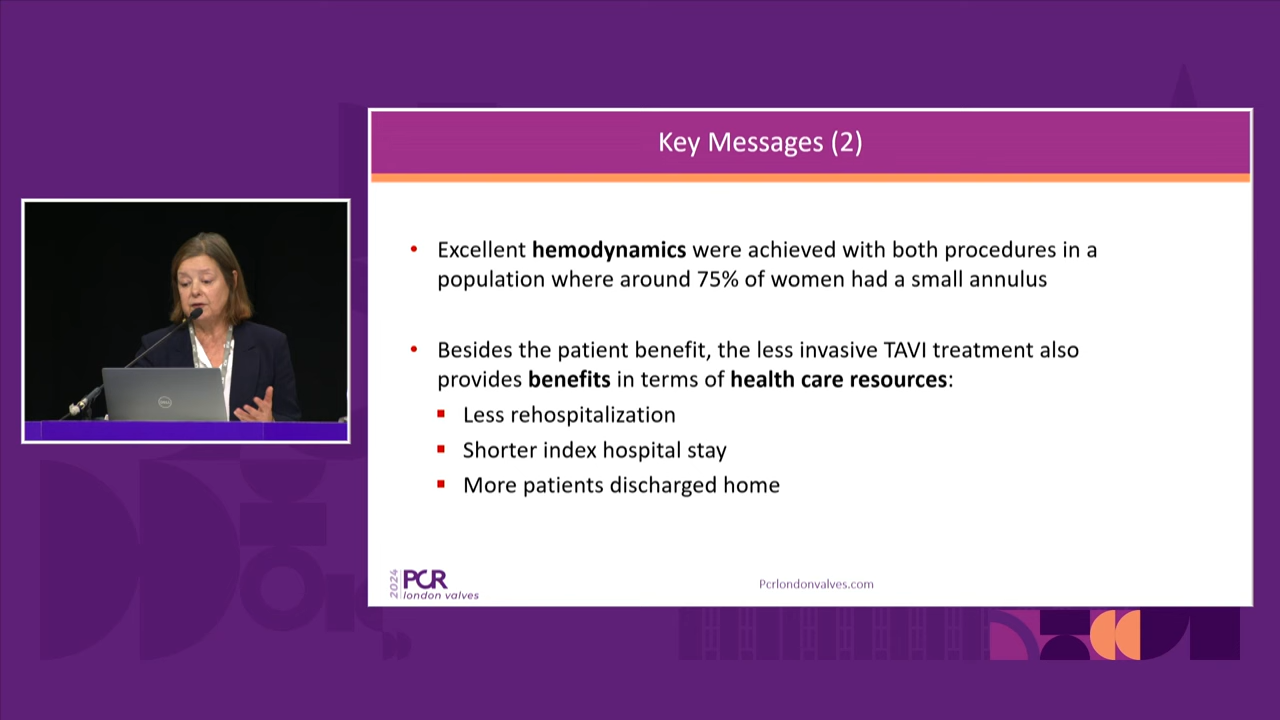 Key Messages (2)
• Excellent hemodynamics were achieved with both procedures in a
population where around 75% of women had a small annulus
• Besides the patient benefit, the less invasive TAVI treatment also
provides benefits in terms of health care resources:
▪ Less rehospitalization
▪ Shorter index hospital stay
▪ More patients discharged home
2024
PCR
london valves
Pcrlondonvalves.com
DELL